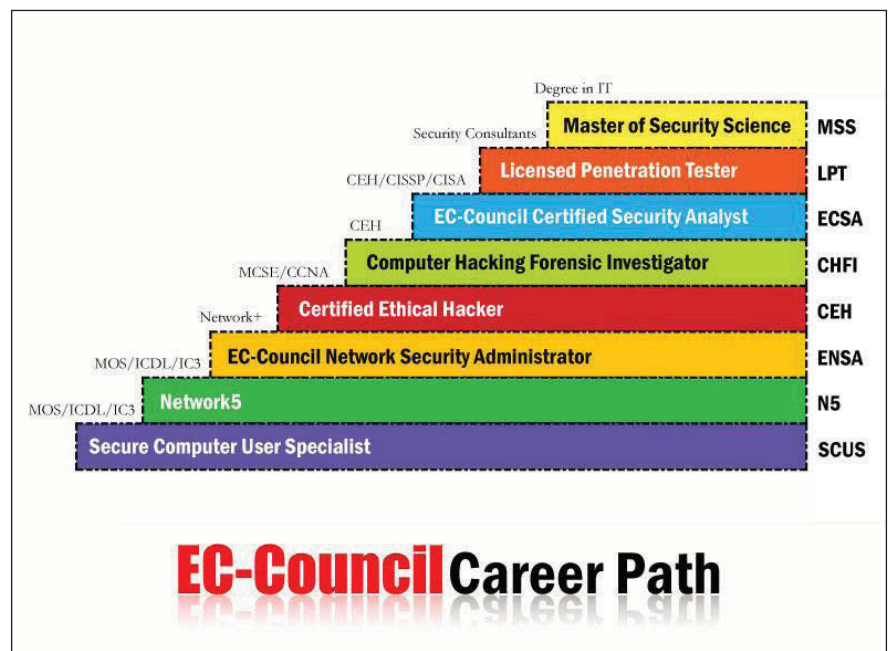 Degree in IT
Master of Security Science MSS
Security Consultants
Licensed Penetration Tester LPT
CEH/CISSP/CISA
EC-Council Certified Security Analyst ECSA
CEH
Computer Hacking Forensic Investigator CHFI
MCSE/CCNA
Certified Ethical Hacker CEH
Network+
EC-Council Network Security Administrator ENSA
MOS/ICDL/IC3
Network5 N5
MOS/ICDL/IC3
Secure Computer User Specialist SCUS
EC-Council Career Path